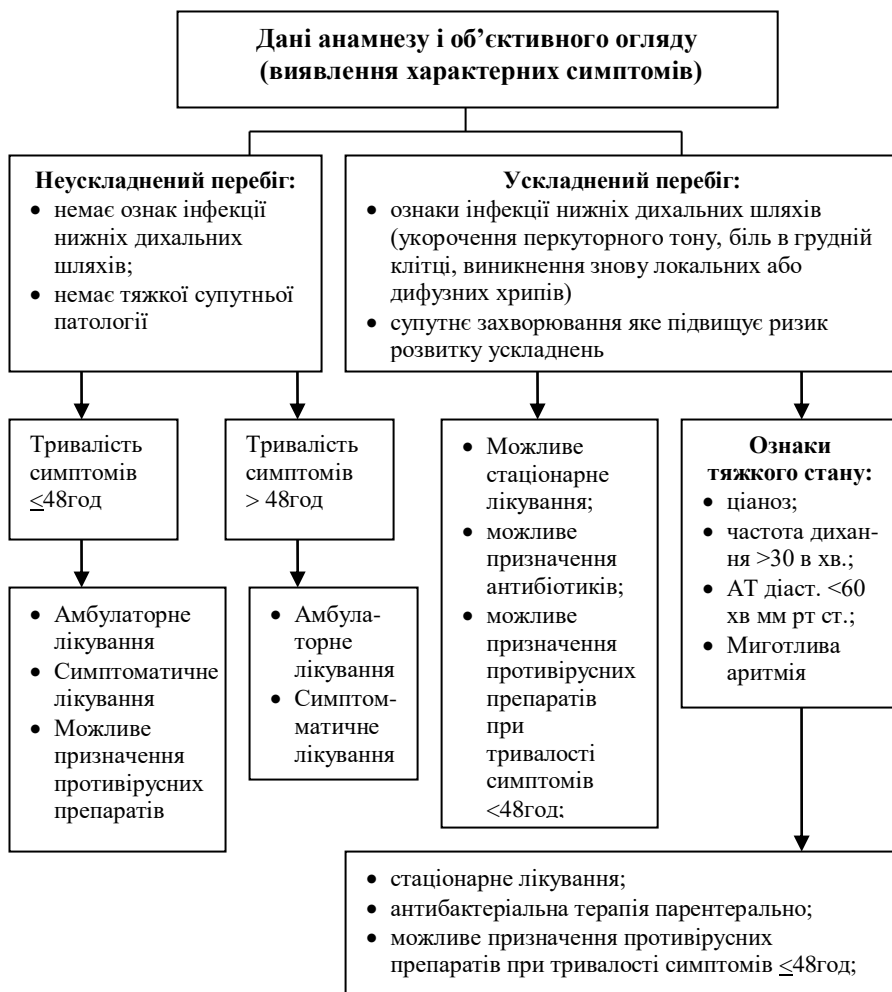 Дані анамнезу і об’єктивного огляду
(виявлення характерних симптомів)
Неускладнений перебіг:
• немає ознак інфекції
нижніх дихальних
шляхів;
• немає тяжкої супутньої
патології
Ускладнений перебіг:
• ознаки інфекції нижніх дихальних шляхів
(укорочення перкуторного тону, біль в грудній
клітці, виникнення знову локальних або
дифузних хрипів)
• супутнє захворювання яке підвищує ризик
розвитку ускладнень
Тривалість
симптомів
≤48год
Тривалість
симптомів
> 48год
• Можливе
стаціонарне
лікування;
• можливе
призначення
антибіотиків;
• можливе
призначення
противірусних
препаратів
при
тривалості
симптомів
<48год;
Ознаки
тяжкого стану:
• ціаноз;
• частота дихан-
ня >30 в хв.;
• АТ діаст. <60
хв мм рт ст.;
• Миготлива
аритмія
• Амбулаторне
лікування
• Симптоматичне
лікування
• Можливе
призначення
противірусних
препаратів
• Амбула-
торне
лікування
• Симптом-
матичне
лікування
• стаціонарне лікування;
• антибактеріальна терапія парентерально;
• можливе призначення противірусних
препаратів при тривалості симптомів ≤48год;